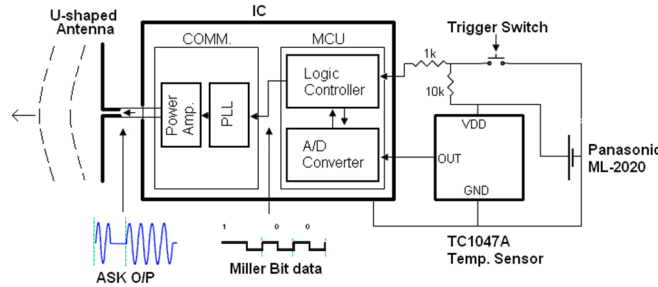 U-shaped
Antenna
IC
COMM.
MCU
Trigger Switch
1k
10k
Logic
Controller
Power
Amp.
PLL
A/D
Converter
VDD
OUT
GND
Panasonic
ML-2020
TC1047A
Temp. Sensor
1 0 0
Miller Bit data
ASK O/P